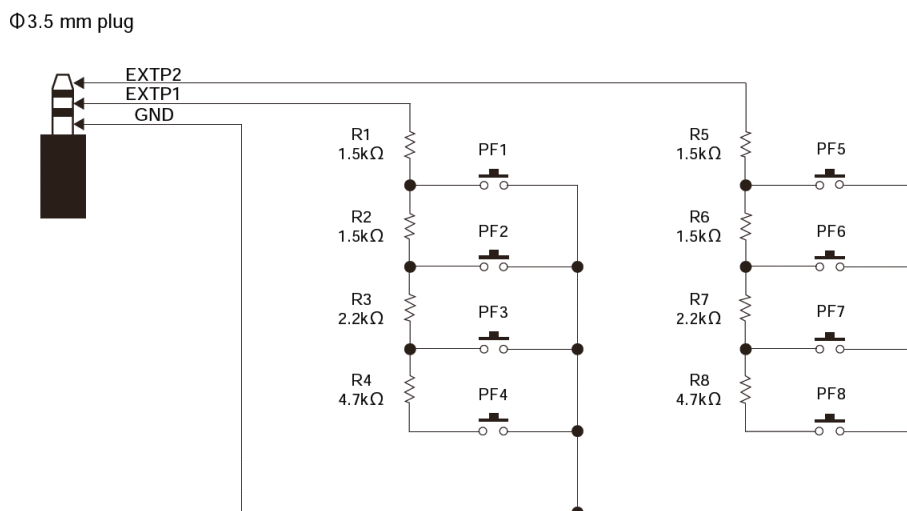 Φ3.5 mm plug
EXTP2
EXTP1
GND
R1
1.5kΩ
PF1
R5
1.5kΩ
PF5
R2
1.5kΩ
PF2
R6
1.5kΩ
PF6
R3
2.2kΩ
PF3
R7
2.2kΩ
PF7
R4
4.7kΩ
PF4
R8
4.7kΩ
PF8